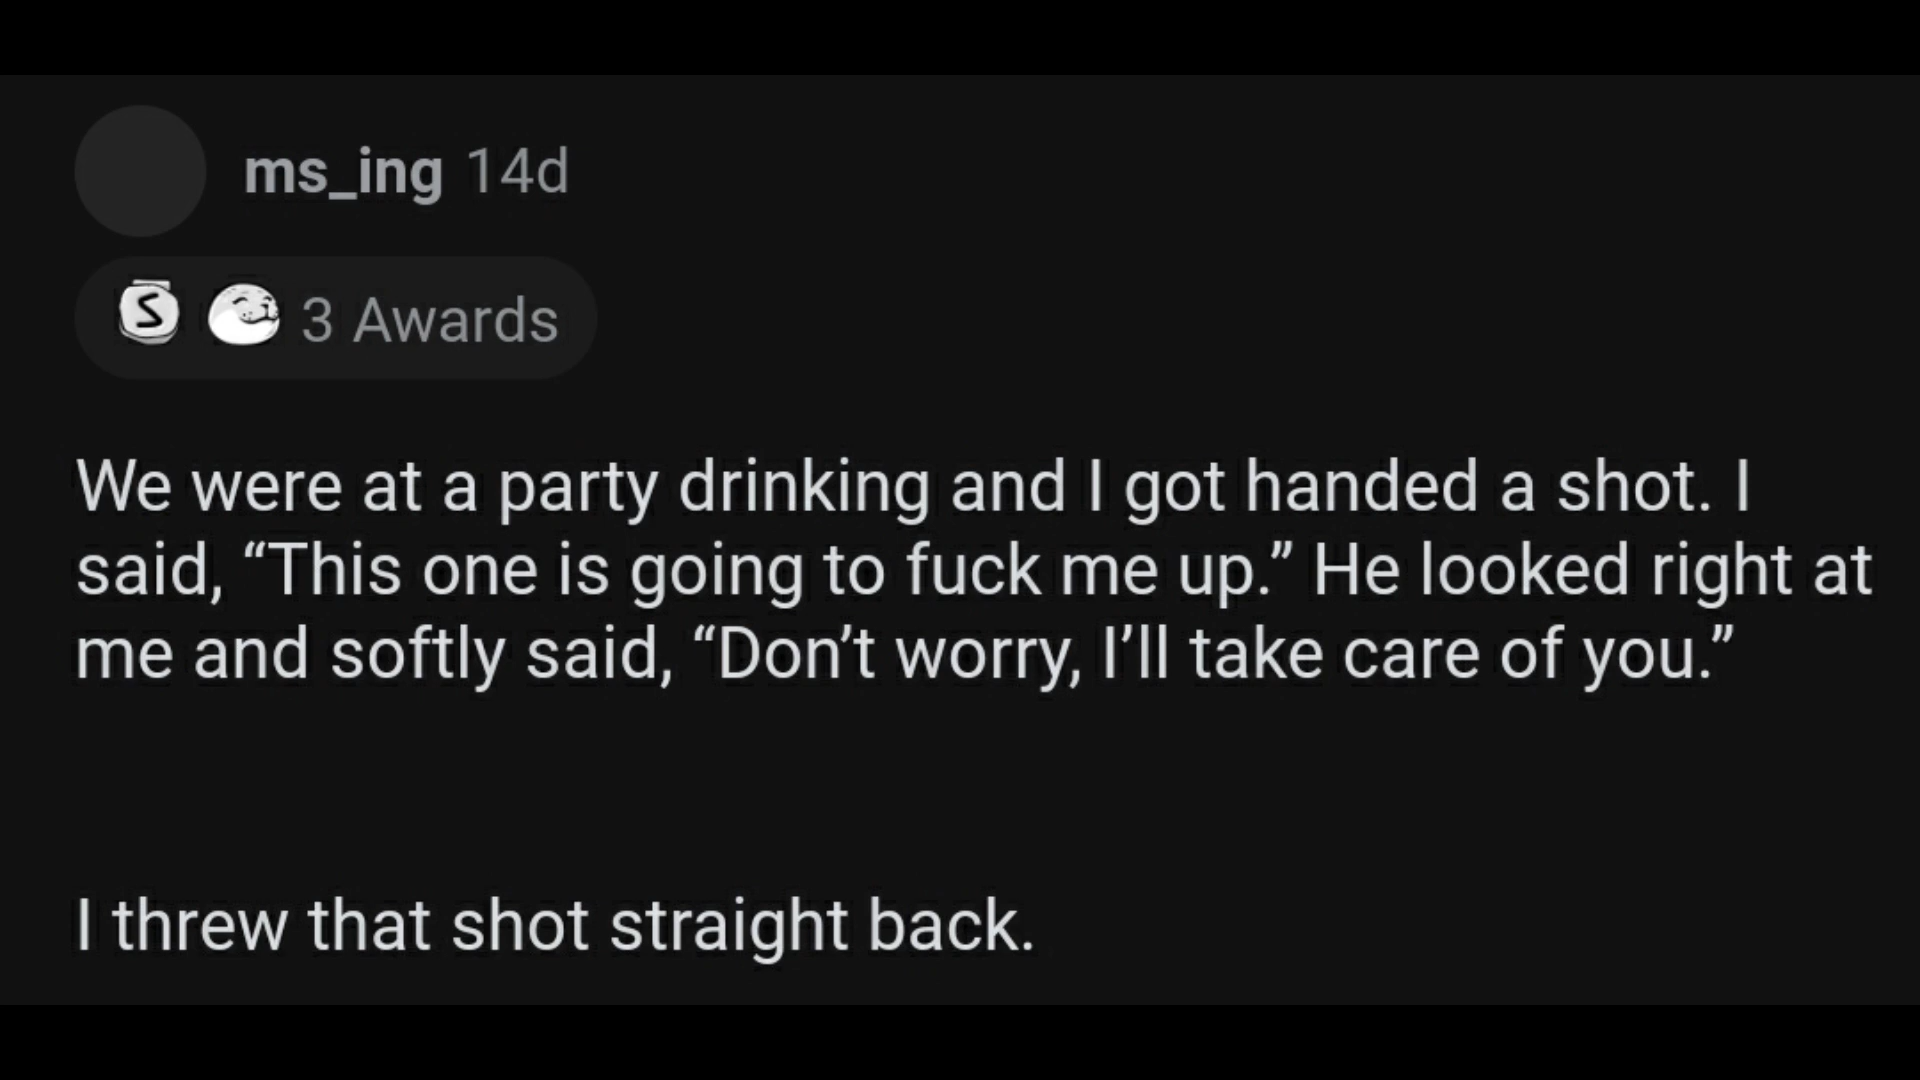 ms_ing 14d
S 3 Awards
We were at a party drinking and I got handed a shot. I
said, “This one is going to fuck me up.” He looked right at
me and softly said, “Don’t worry, I’ll take care of you.”
I threw that shot straight back.